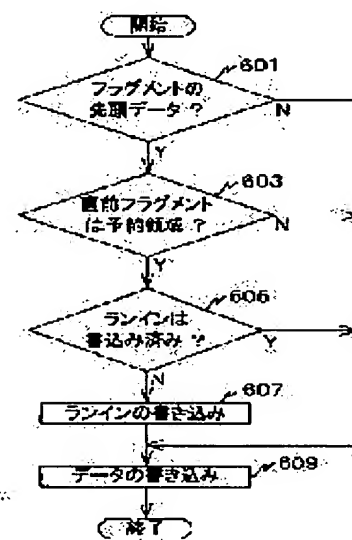 開始
601
フラグメントの
先頭データ?
N
Y
603
直前フラグメント
は予約領域?
N
Y
606
ランインは
書込み済み?
Y
N
607
ランインの書き込み
609
データの書き込み
終了